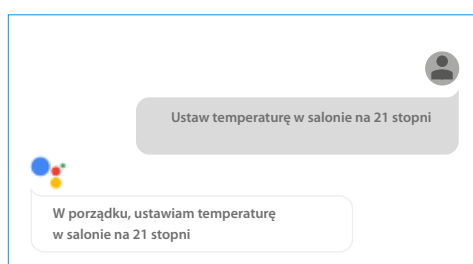 Ustaw temperaturę w salonie na 21 stopni
W porządku, ustawiam temperaturę
w salonie na 21 stopni